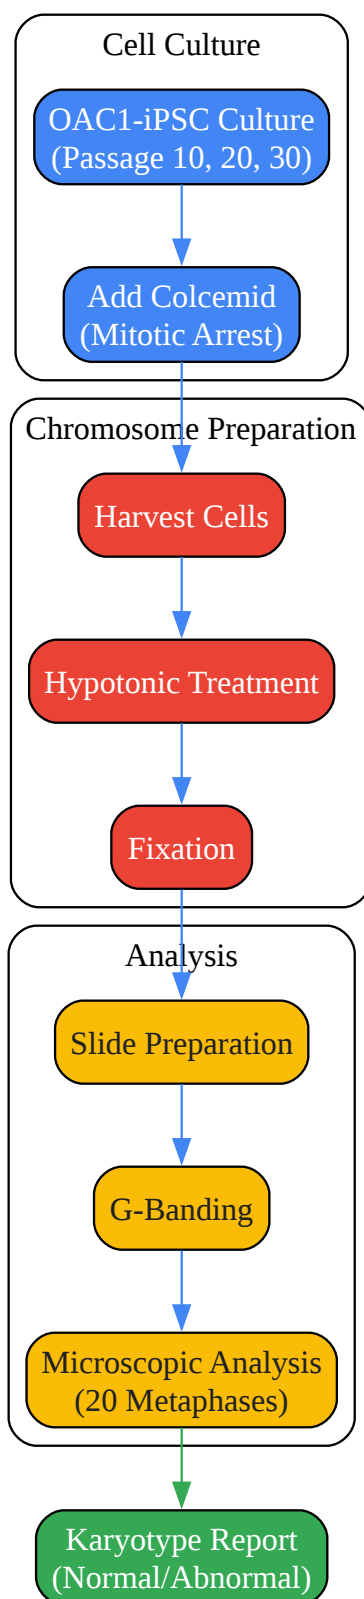 Cell Culture
OAC1-iPSC Culture
(Passage 10, 20, 30)
Add Colcemid
(Mitotic Arrest)
Chromosome Preparation
Harvest Cells
Hypotonic Treatment
Fixation
Analysis
Slide Preparation
G-Banding
Microscopic Analysis
(20 Metaphases)
Karyotype Report
(Normal/Abnormal)